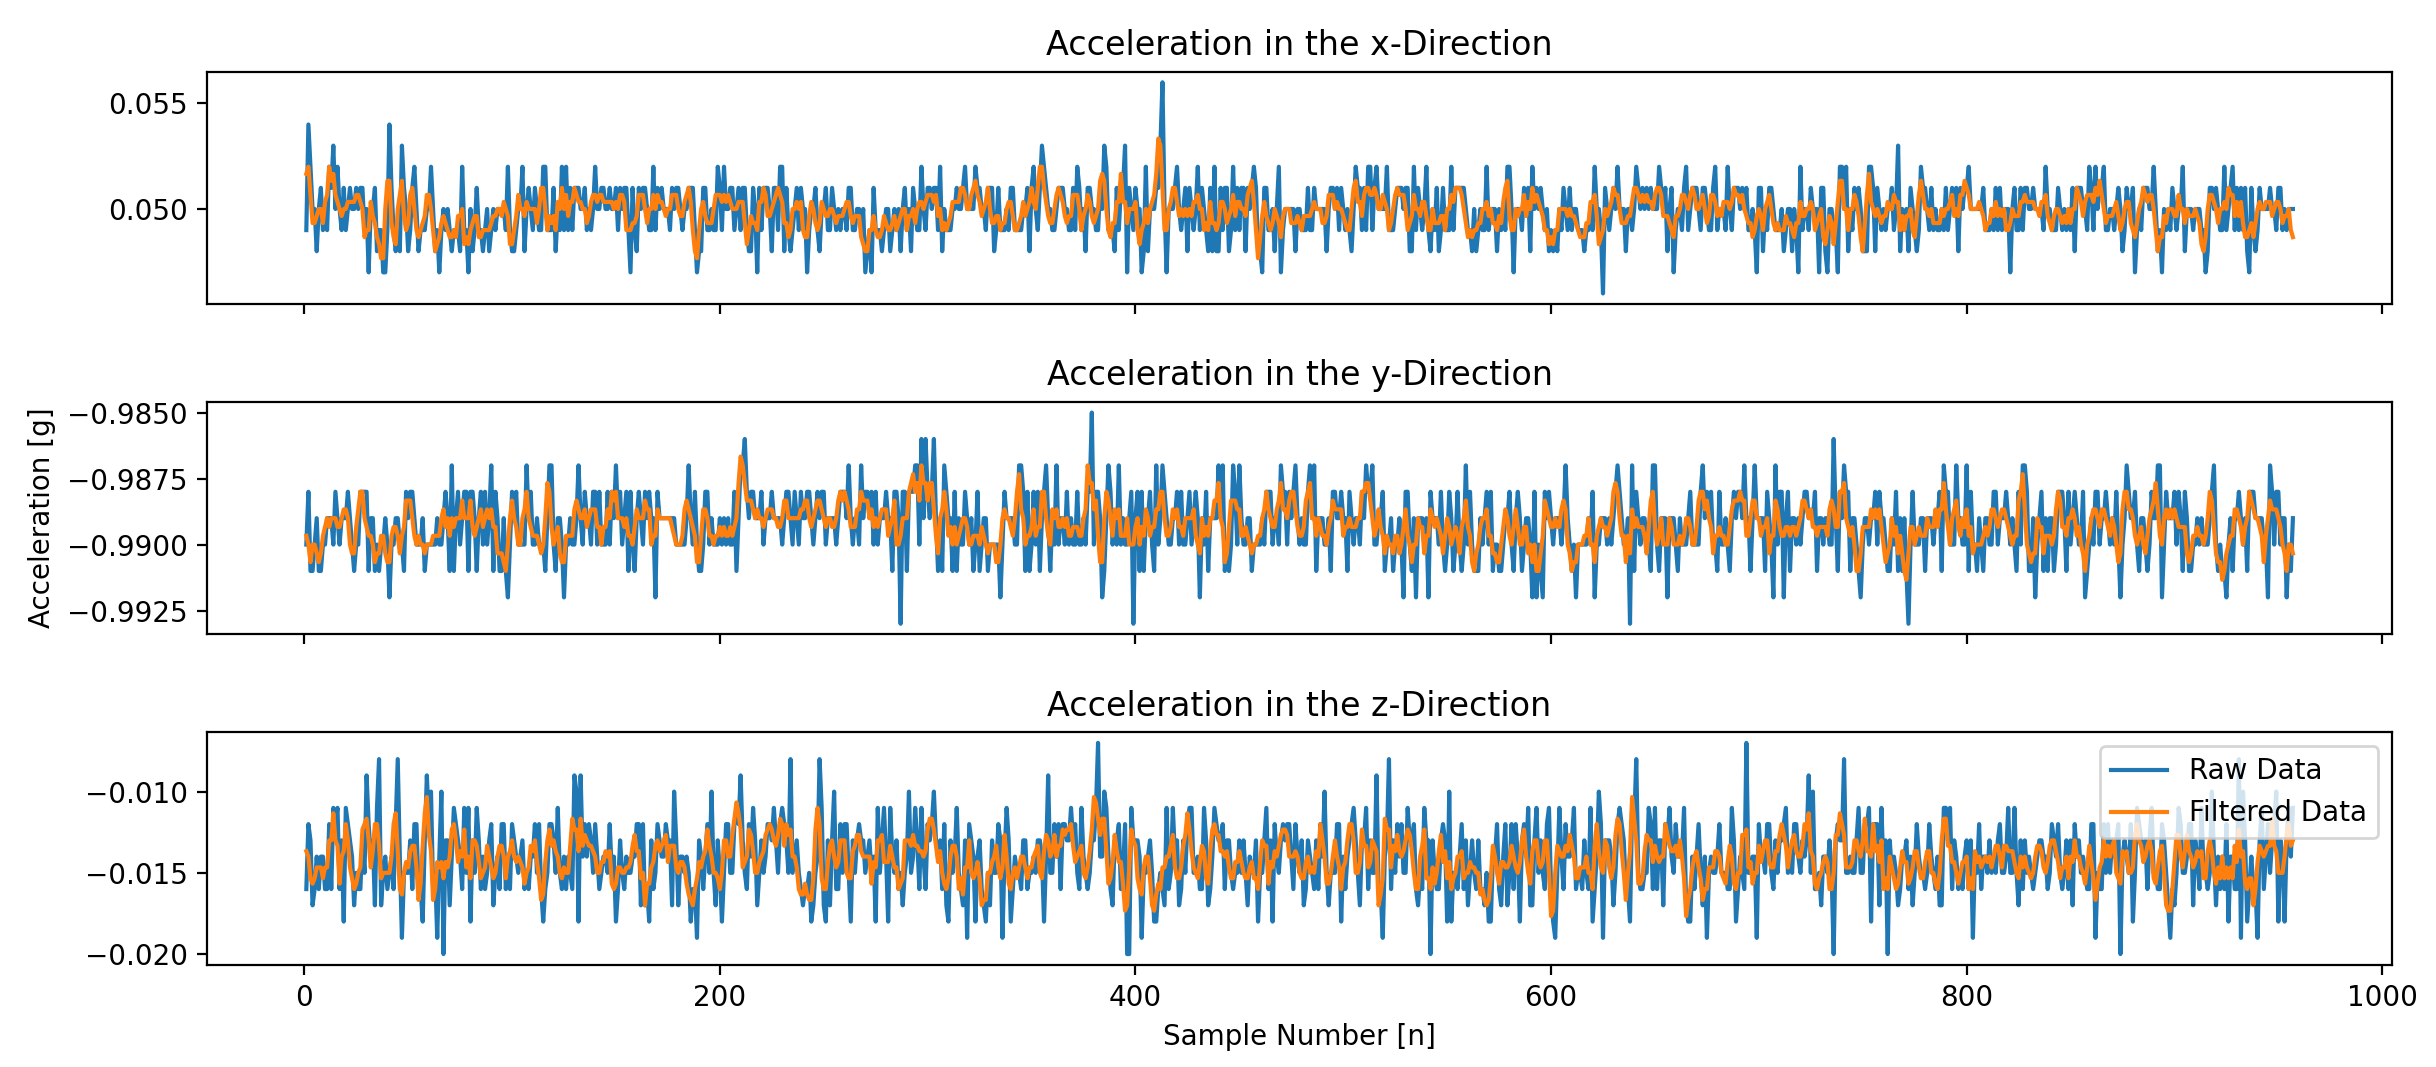 Acceleration in the x-Direction
0.055
0.050
Acceleration in the y-Direction
−0.9850
−0.9875
−0.9900
−0.9925
Acceleration [g]
Acceleration in the z-Direction
−0.010
−0.015
−0.020
Raw Data
Filtered Data
0 200 400 600 800 1000
Sample Number [n]